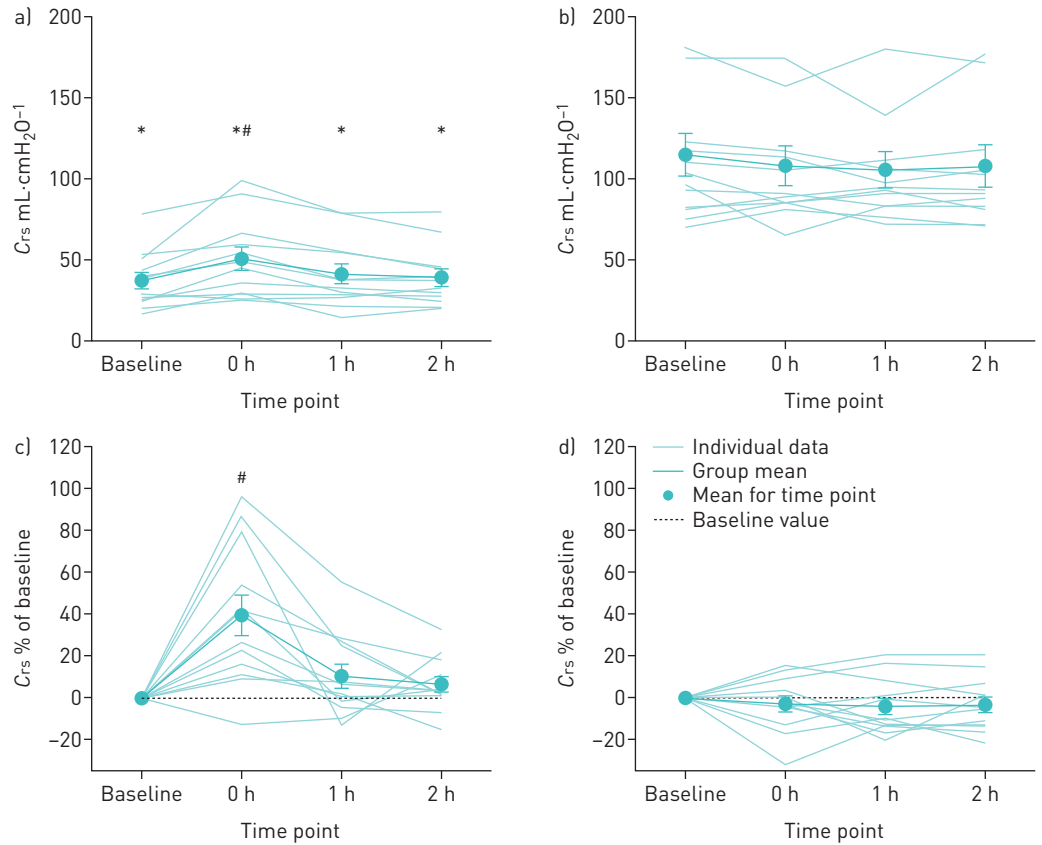 a)
Crs mL·cmH₂O⁻¹
200
150
100
50
0
*
*#
*
*
Baseline 0 h 1 h 2 h
Time point
b)
Crs mL·cmH₂O⁻¹
200
150
100
50
0
Baseline 0 h 1 h 2 h
Time point
c)
Crs % of baseline
120
100
80
60
40
20
0
−20
#
Baseline 0 h 1 h 2 h
Time point
d)
Crs % of baseline
120
100
80
60
40
20
0
−20
Individual data
Group mean
Mean for time point
Baseline value
Baseline 0 h 1 h 2 h
Time point